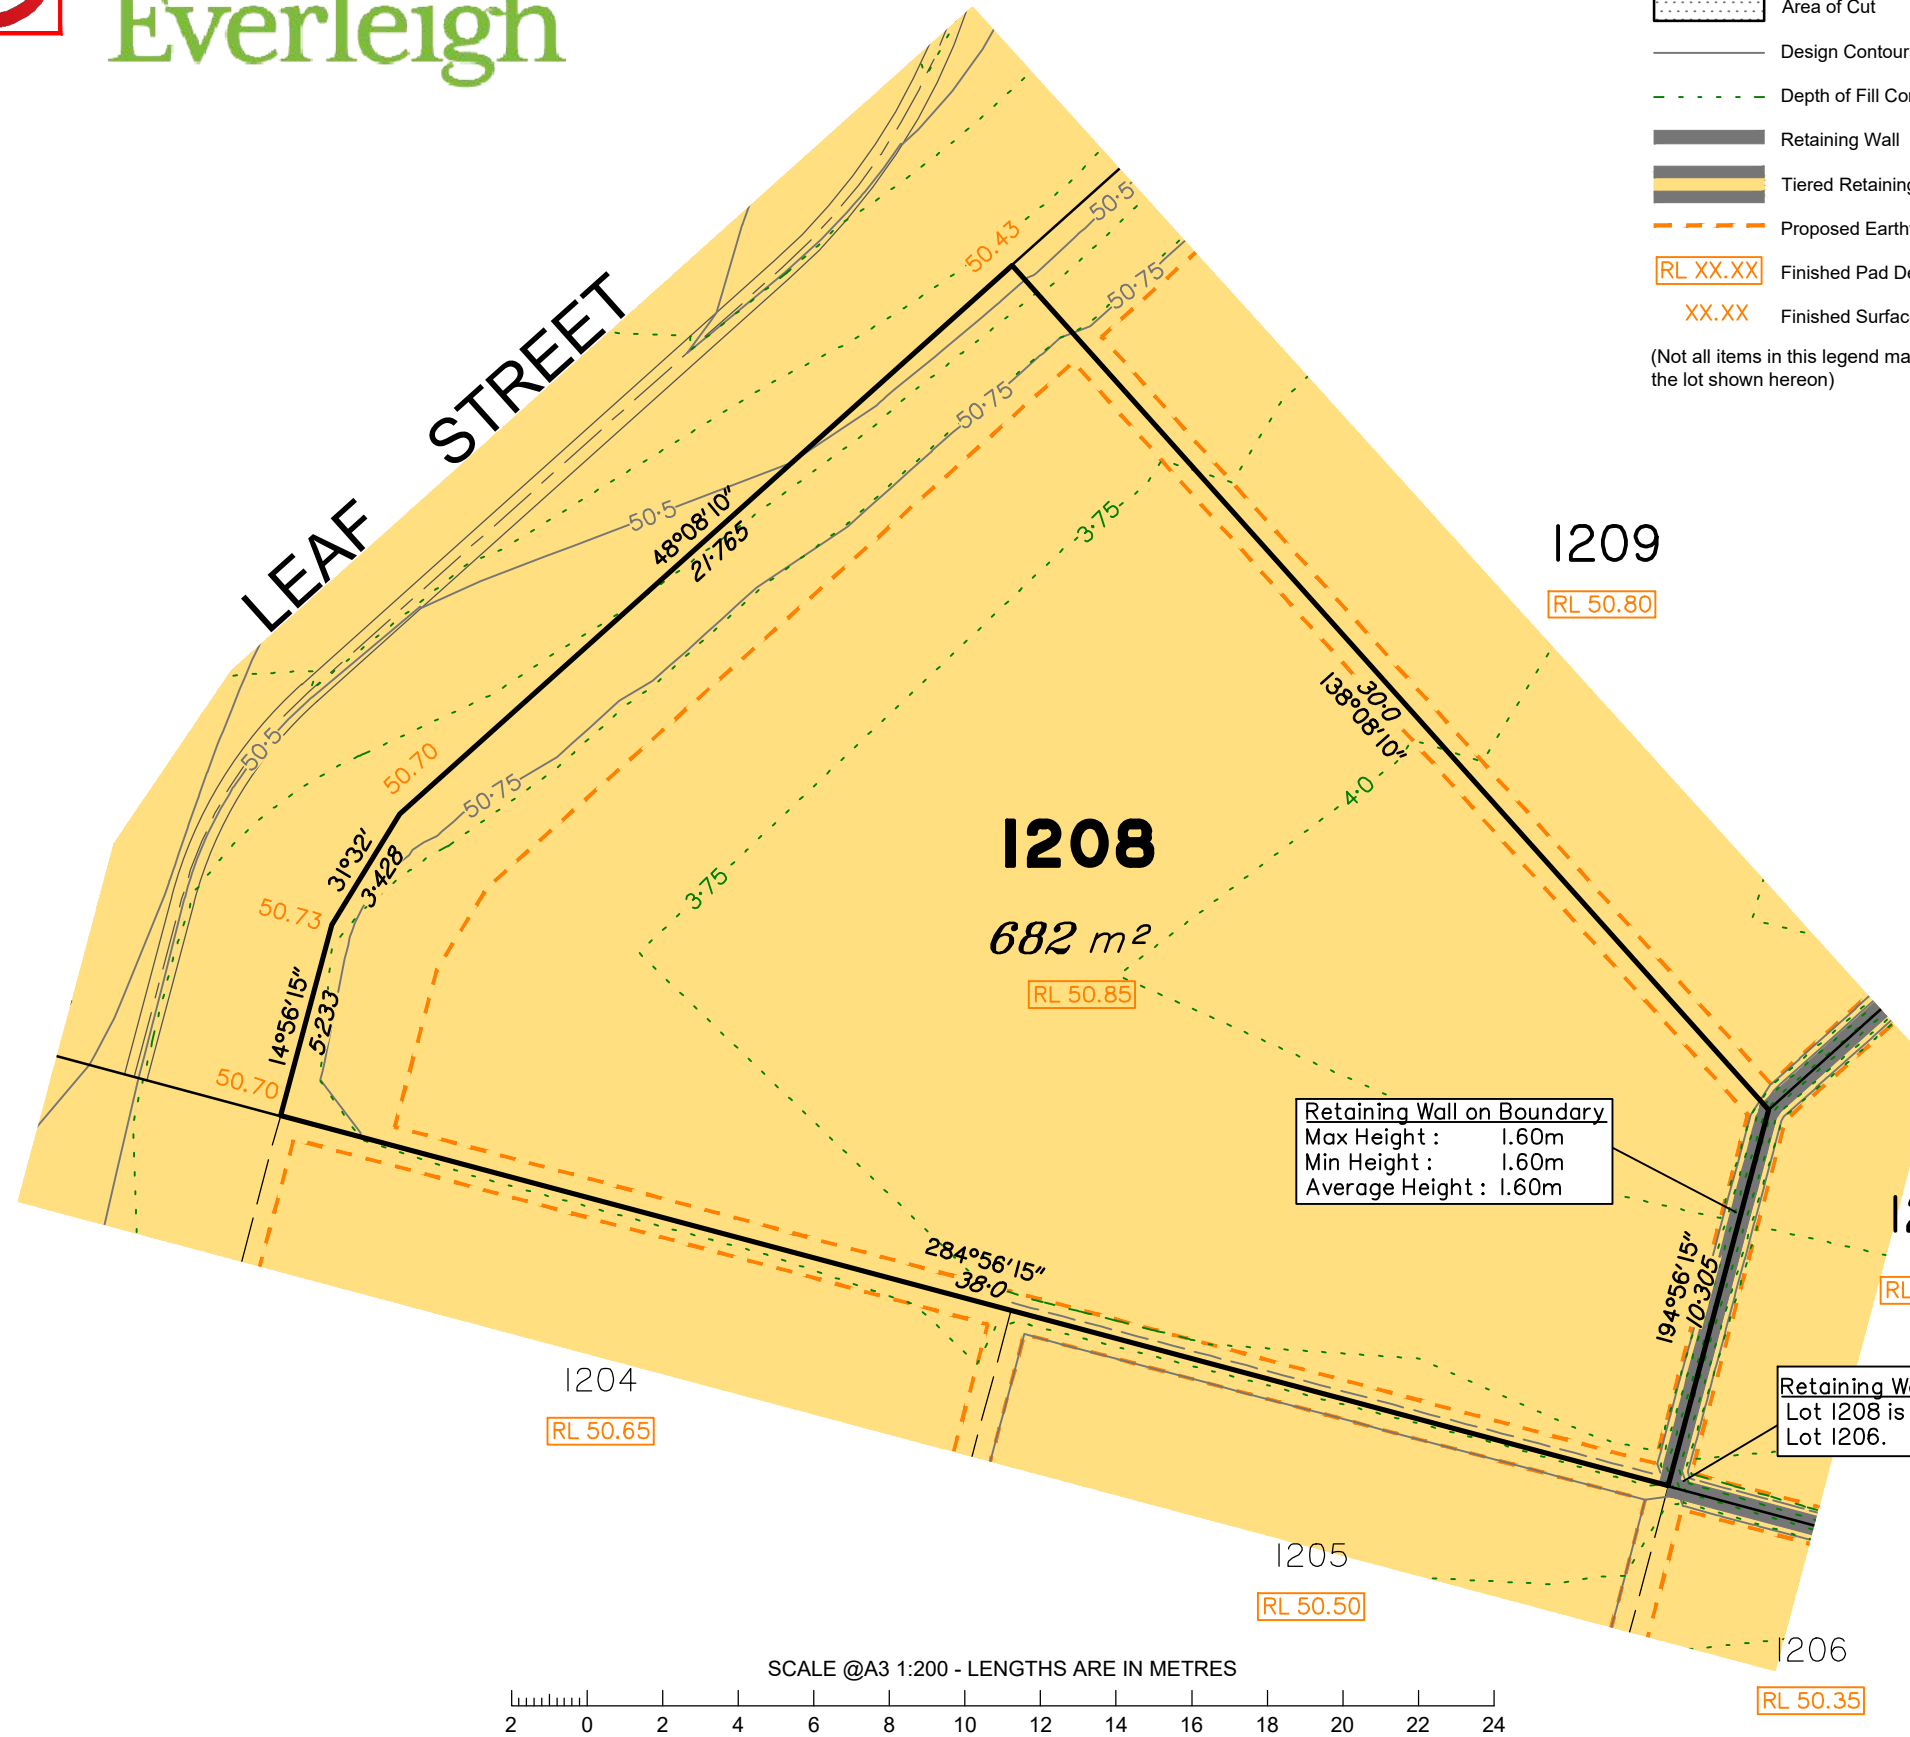 Everleigh
Area of Cut
Design Contour
Depth of Fill
Retaining Wall
Tiered Retaining
Proposed
RL XX.XX Finished Pad
XX.XX Finished
(Not all items in this legend
the lot shown hereon)
LEAF STREET
50.43
50·5
50·75
50·75
50·5
48°08'10"
21·765
3·75
1209
RL 50.80
30·0
138°08'10"
50·5
50.70
50·75
4·0
31°32'
3·428
1208
682 m²
RL 50.85
3·75
50.73
14°56'15"
5·233
50.70
Retaining Wall on Boundary
Max Height : 1.60m
Min Height : 1.60m
Average Height : 1.60m
284°56'15"
38·0
194°56'15"
10·305
RL
Retaining
Lot 1208 is
Lot 1206.
1204
RL 50.65
1205
RL 50.50
1206
RL 50.35
SCALE @A3 1:200 - LENGTHS ARE IN METRES
2 0 2 4 6 8 10 12 14 16 18 20 22 24